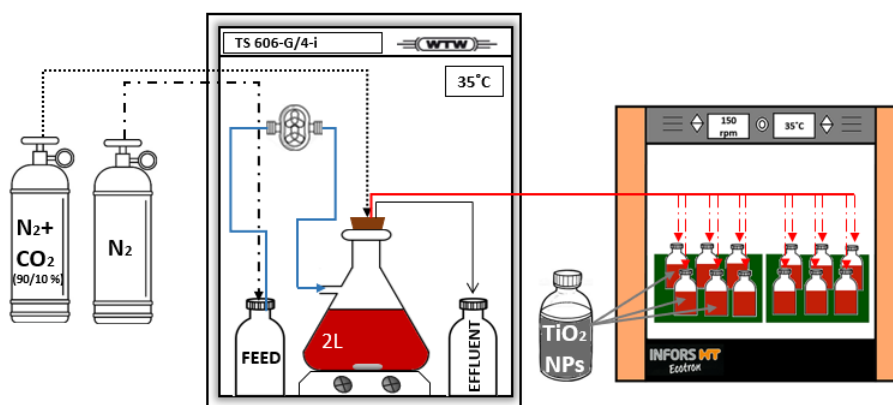 TS 606-G/4-i
WTW
35°C
N₂+
CO₂
(90/10 %)
N₂
FEED
2L
EFFLUENT
TiO₂
NPs
150
rpm
35°C
INFORS HT
Ecotron